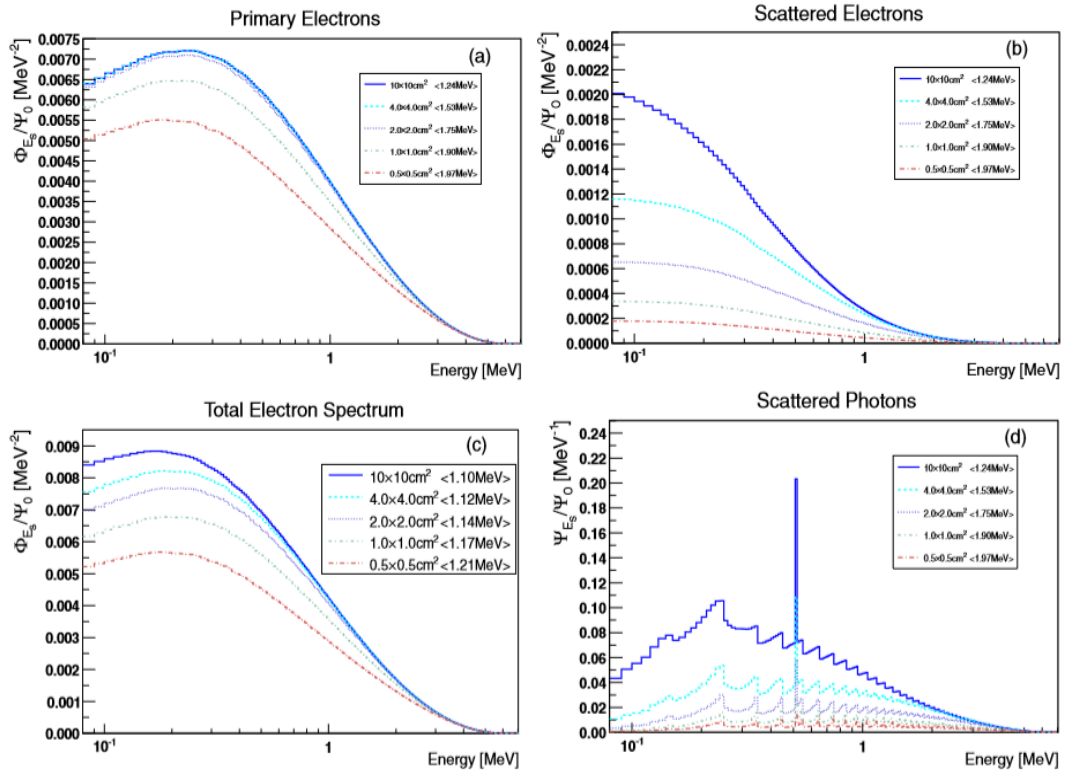 Primary Electrons
(a)
Φ_Es/Ψ_0 [MeV⁻²]
0.0075
0.0070
0.0065
0.0060
0.0055
0.0050
0.0045
0.0040
0.0035
0.0030
0.0025
0.0020
0.0015
0.0010
0.0005
0.0000
10×10cm² <1.24MeV>
4.0×4.0cm² <1.53MeV>
2.0×2.0cm² <1.75MeV>
1.0×1.0cm² <1.90MeV>
0.5×0.5cm² <1.97MeV>
10⁻¹ 1
Energy [MeV]
Scattered Electrons
(b)
Φ_Es/Ψ_0 [MeV⁻²]
0.0026
0.0024
0.0022
0.0020
0.0018
0.0016
0.0014
0.0012
0.0010
0.0008
0.0006
0.0004
0.0002
0.0000
10×10cm² <1.24MeV>
4.0×4.0cm² <1.53MeV>
2.0×2.0cm² <1.75MeV>
1.0×1.0cm² <1.90MeV>
0.5×0.5cm² <1.97MeV>
10⁻¹ 1
Energy [MeV]
Total Electron Spectrum
(c)
Φ_Es/Ψ_0 [MeV⁻²]
0.009
0.008
0.007
0.006
0.005
0.004
0.003
0.002
0.001
0.000
10×10cm² <1.10MeV>
4.0×4.0cm² <1.12MeV>
2.0×2.0cm² <1.14MeV>
1.0×1.0cm² <1.17MeV>
0.5×0.5cm² <1.21MeV>
10⁻¹ 1
Energy [MeV]
Scattered Photons
(d)
Ψ_Es/Ψ_0 [MeV⁻¹]
0.24
0.22
0.20
0.18
0.16
0.14
0.12
0.10
0.08
0.06
0.04
0.02
0.00
10×10cm² <1.24MeV>
4.0×4.0cm² <1.53MeV>
2.0×2.0cm² <1.75MeV>
1.0×1.0cm² <1.90MeV>
0.5×0.5cm² <1.97MeV>
10⁻¹ 1
Energy [MeV]